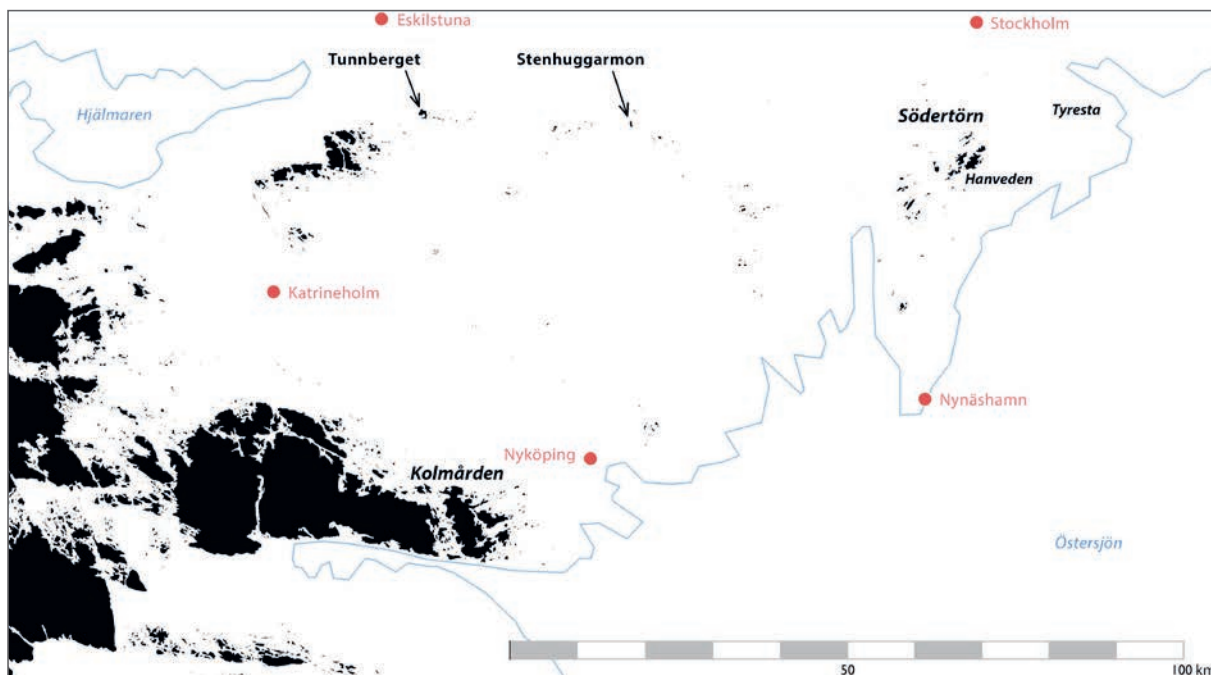 Eskilstuna
Stockholm
Tunnberget
Stenhuggarmon
Hjälmaren
Södertörn
Tyresta
Hanveden
Katrineholm
Nynäshamn
Nyköping
Kolmården
Östersjön
50
100 km